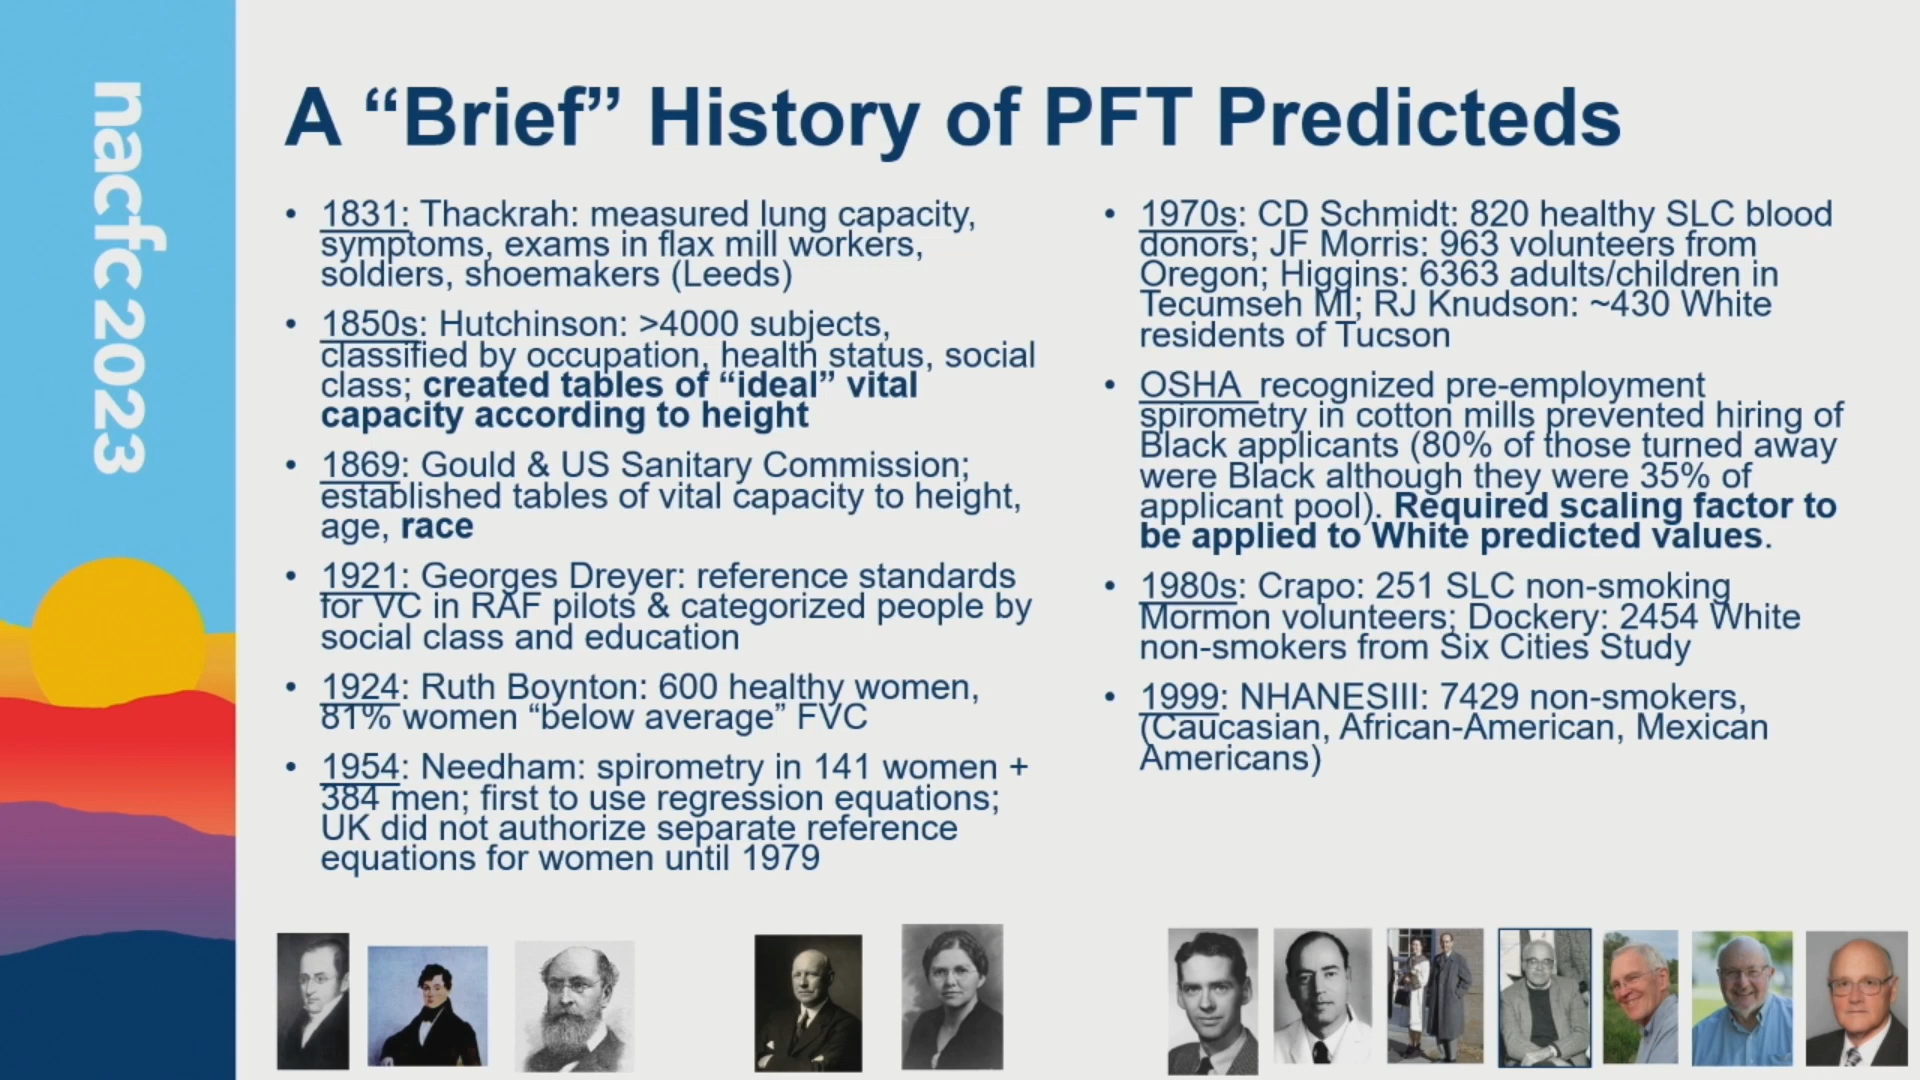 nacfc 2023
A “Brief” History of PFT Predicteds
• 1831: Thackrah: measured lung capacity,
symptoms, exams in flax mill workers,
soldiers, shoemakers (Leeds)
• 1850s: Hutchinson: >4000 subjects,
classified by occupation, health status, social
class; created tables of “ideal” vital
capacity according to height
• 1869: Gould & US Sanitary Commission;
established tables of vital capacity to height,
age, race
• 1921: Georges Dreyer: reference standards
for VC in RAF pilots & categorized people by
social class and education
• 1924: Ruth Boynton: 600 healthy women,
81% women “below average” FVC
• 1954: Needham: spirometry in 141 women +
384 men; first to use regression equations;
UK did not authorize separate reference
equations for women until 1979
• 1970s: CD Schmidt: 820 healthy SLC blood
donors; JF Morris: 963 volunteers from
Oregon; Higgins: 6363 adults/children in
Tecumseh MI; RJ Knudson: ~430 White
residents of Tucson
• OSHA recognized pre-employment
spirometry in cotton mills prevented hiring of
Black applicants (80% of those turned away
were Black although they were 35% of
applicant pool). Required scaling factor to
be applied to White predicted values.
• 1980s: Crapo: 251 SLC non-smoking
Mormon volunteers; Dockery: 2454 White
non-smokers from Six Cities Study
• 1999: NHANESIII: 7429 non-smokers,
(Caucasian, African-American, Mexican
Americans)